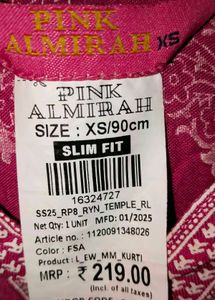 PINK
ALMIRAH XS
PINK
ALMIRAH
SIZE : XS/90cm
SLIM FIT
16324727
SS25_RP8_RYN_TEMPLE_RL
Net Qty: 1 UNIT MFD: 01/2025
Article no : 1120091348026
Color : FSA
Product : L_EW_MM_KURTI
MRP : ₹ 219.00
(Incl. of all taxes)